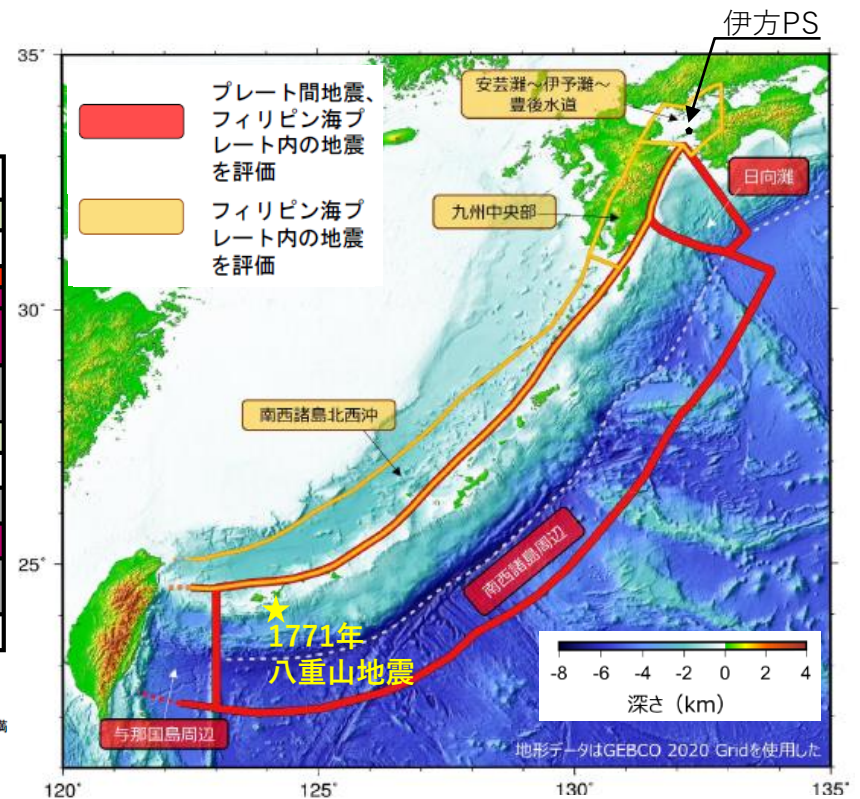 伊方PS
35°
プレート間地震、
フィリピン海プ
レート内の地震
を評価
フィリピン海プ
レート内の地震
を評価
安芸灘～伊予灘～
豊後水道
日向灘
九州中央部
30°
南西諸島北西沖
25°
南西諸島周辺
1771年
八重山地震
-8 -6 -4 -2 0 2 4
深さ（km）
与那国島周辺
満
地形データはGEBCO 2020 Gridを使用した
120° 125° 130° 135°